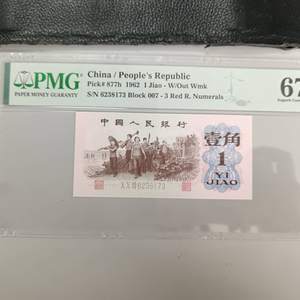 PMG
PAPER MONEY GUARANTY
China / People's Republic
Pick# 877h 1962 1 Jiao - W/Out Wmk
S/N 6238173 Block 007 - 3 Red R. Numerals
67
中国人民银行
壹角
1
YI
JIAO
6238173